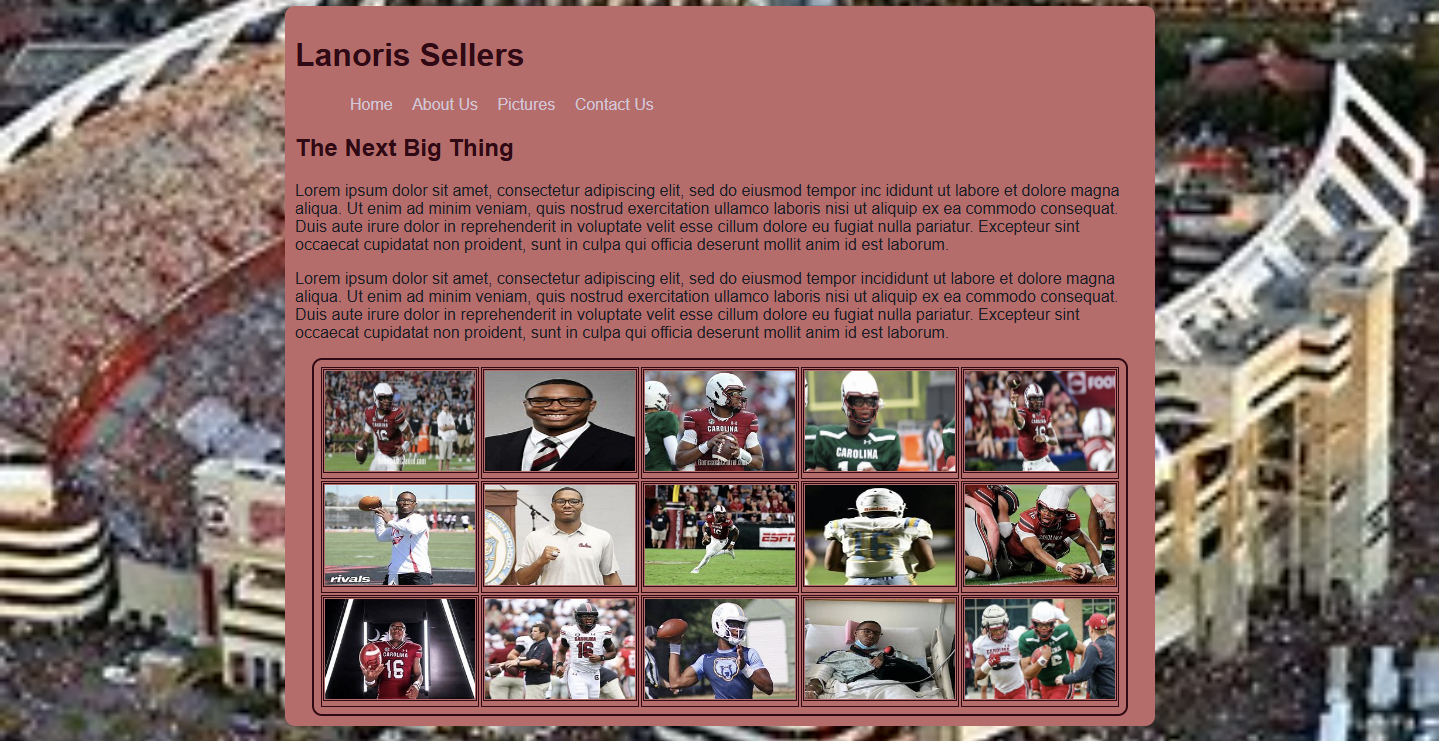 Lanoris Sellers
Home About Us Pictures Contact Us
The Next Big Thing
Lorem ipsum dolor sit amet, consectetur adipiscing elit, sed do eiusmod tempor inc ididunt ut labore et dolore magna
aliqua. Ut enim ad minim veniam, quis nostrud exercitation ullamco laboris nisi ut aliquip ex ea commodo consequat.
Duis aute irure dolor in reprehenderit in voluptate velit esse cillum dolore eu fugiat nulla pariatur. Excepteur sint
occaecat cupidatat non proident, sunt in culpa qui officia deserunt mollit anim id est laborum.
Lorem ipsum dolor sit amet, consectetur adipiscing elit, sed do eiusmod tempor incididunt ut labore et dolore magna
aliqua. Ut enim ad minim veniam, quis nostrud exercitation ullamco laboris nisi ut aliquip ex ea commodo consequat.
Duis aute irure dolor in reprehenderit in voluptate velit esse cillum dolore eu fugiat nulla pariatur. Excepteur sint
occaecat cupidatat non proident, sunt in culpa qui officia deserunt mollit anim id est laborum.
CAROLINA
16
CAROLINA
CAROLINA
FOO
16
rivals
ESPN
16
CAROLINA
16
16